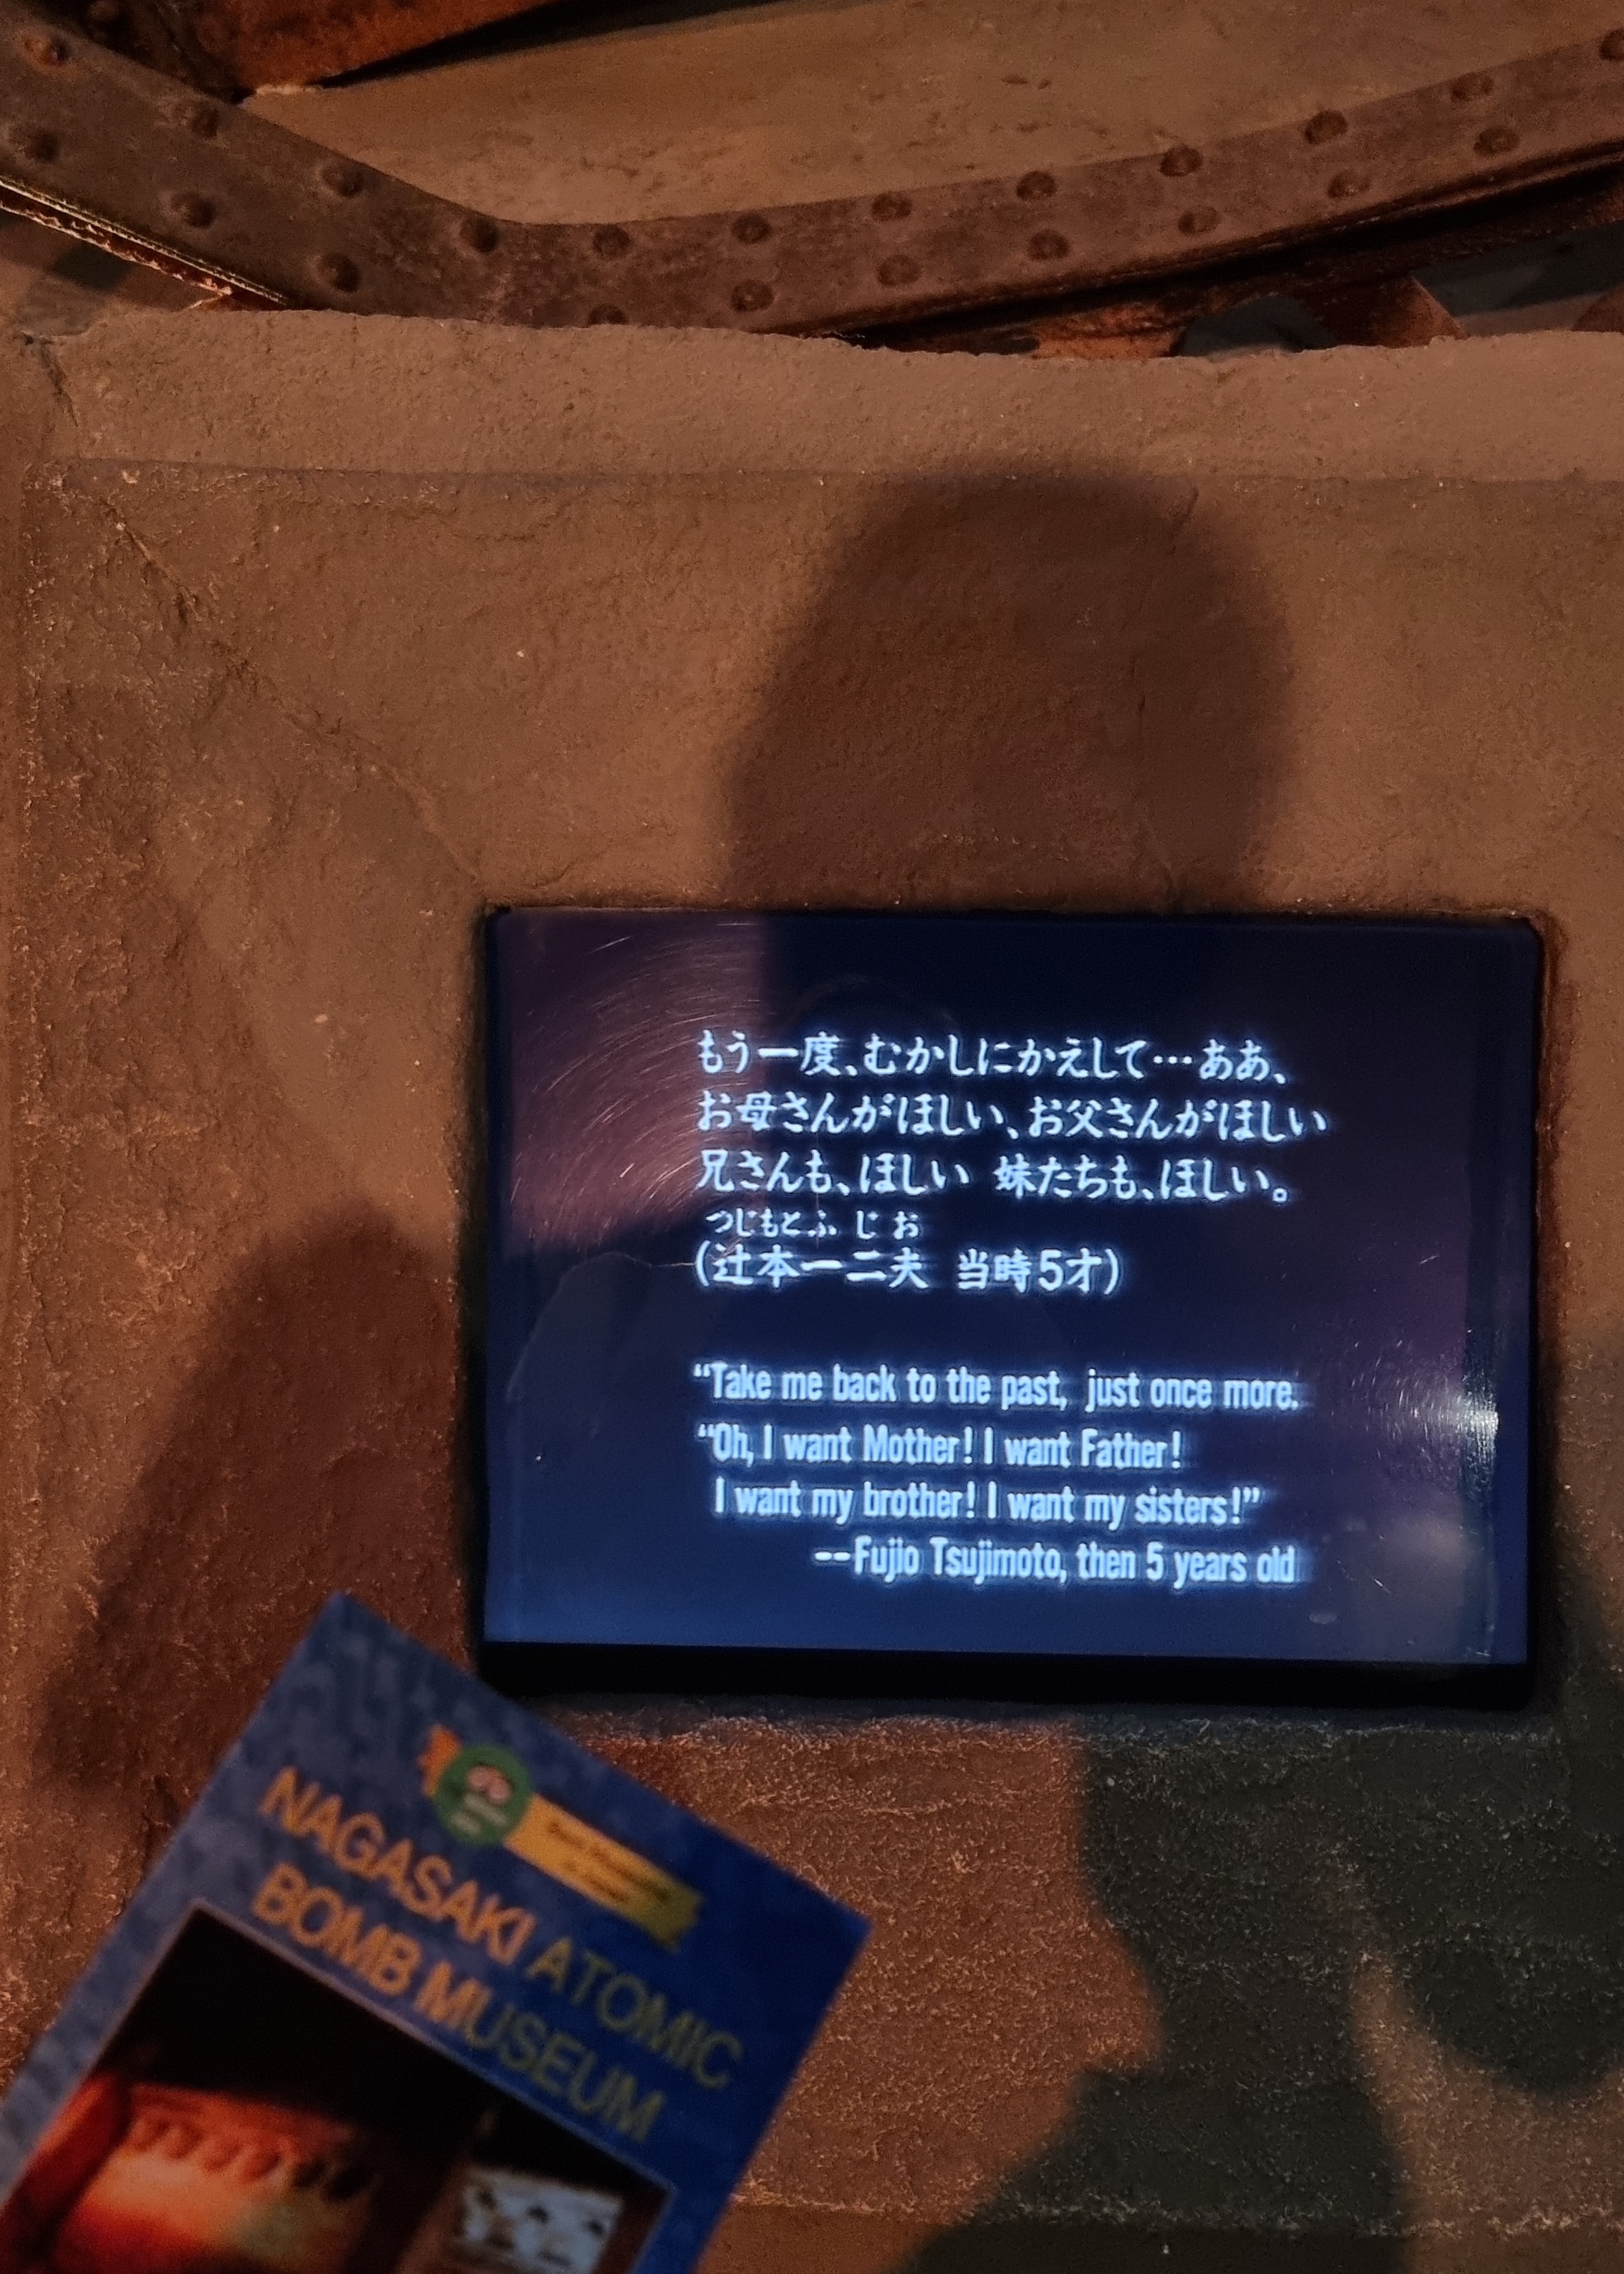 もう一度、むかしにかえして…ああ、
お母さんがほしい、お父さんがほしい
兄さんも、ほしい 妹たちも、ほしい。
つじもとふ じ お
(辻本一二夫 当時5才)
“Take me back to the past, just once more.
“Oh, I want Mother! I want Father!
I want my brother! I want my sisters!”
--Fujio Tsujimoto, then 5 years old
NAGASAKI ATOMIC
BOMB MUSEUM